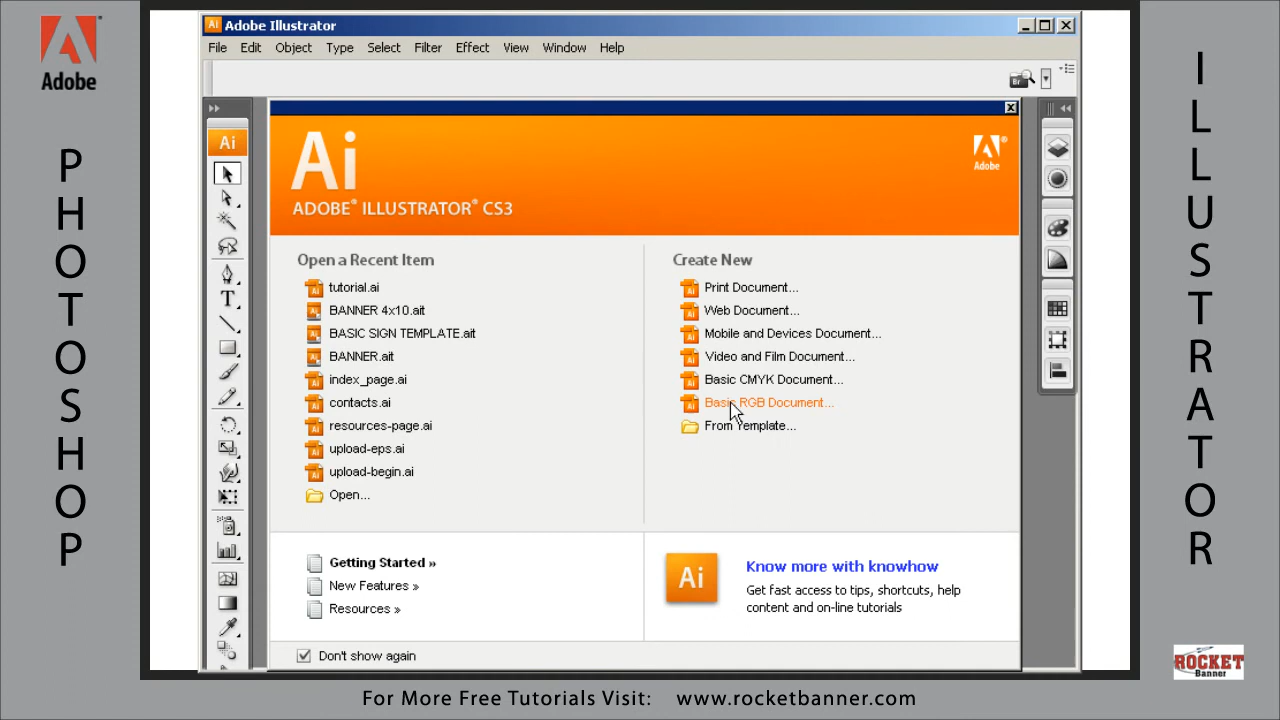 Adobe
PHOTOSHOP
Ai Adobe Illustrator
File Edit Object Type Select Filter Effect View Window Help
Br
Ai
Ai
ADOBE® ILLUSTRATOR® CS3
Adobe
Open a Recent Item
tutorial.ai
BANNER 4x10.ait
BASIC SIGN TEMPLATE.ait
BANNER.ait
index_page.ai
contacts.ai
resources-page.ai
upload-eps.ai
upload-begin.ai
Open...
Create New
Print Document...
Web Document...
Mobile and Devices Document...
Video and Film Document...
Basic CMYK Document...
Basic RGB Document...
From Template...
Getting Started »
New Features »
Resources »
Ai
Know more with knowhow
Get fast access to tips, shortcuts, help
content and on-line tutorials
Don't show again
ILLUSTRATOR
ROCKET
Banner
For More Free Tutorials Visit: www.rocketbanner.com